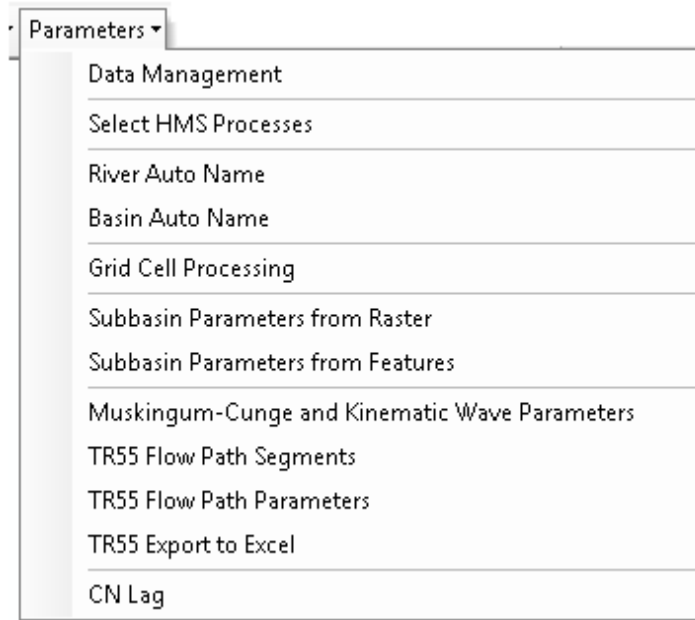 Parameters
Data Management
Select HMS Processes
River Auto Name
Basin Auto Name
Grid Cell Processing
Subbasin Parameters from Raster
Subbasin Parameters from Features
Muskingum-Cunge and Kinematic Wave Parameters
TR55 Flow Path Segments
TR55 Flow Path Parameters
TR55 Export to Excel
CN Lag